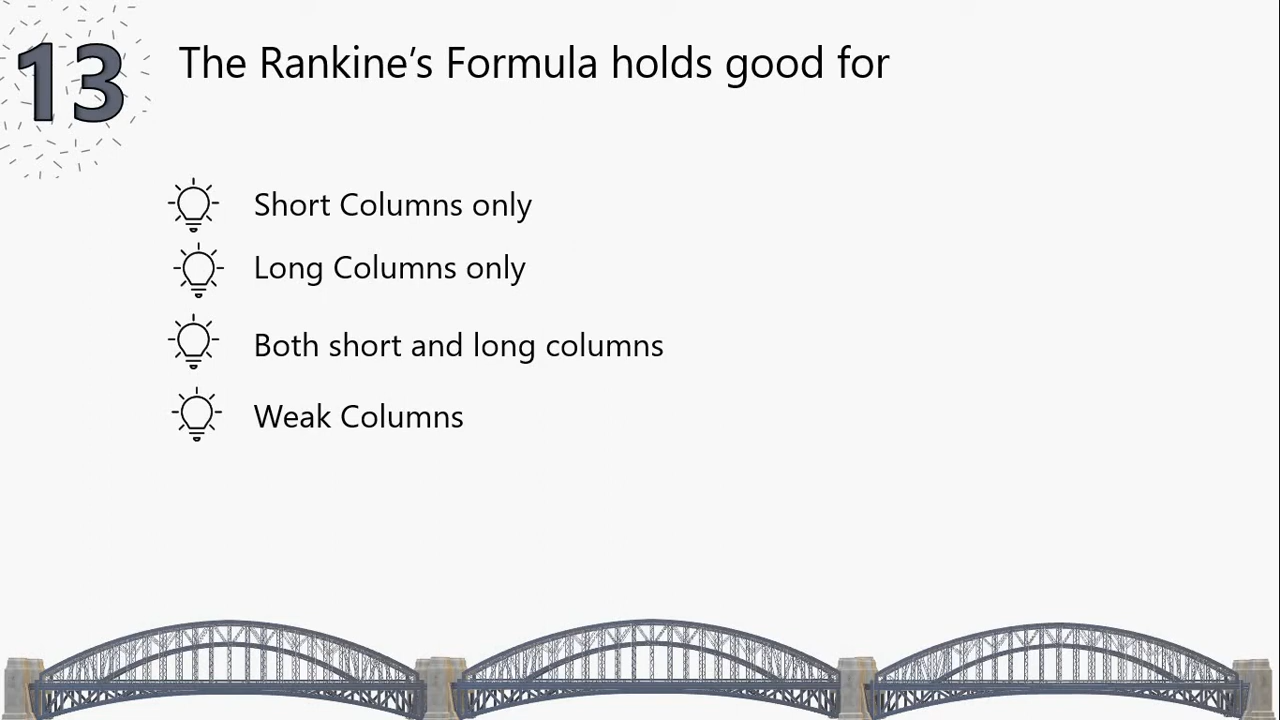 13
The Rankine’s Formula holds good for
Short Columns only
Long Columns only
Both short and long columns
Weak Columns